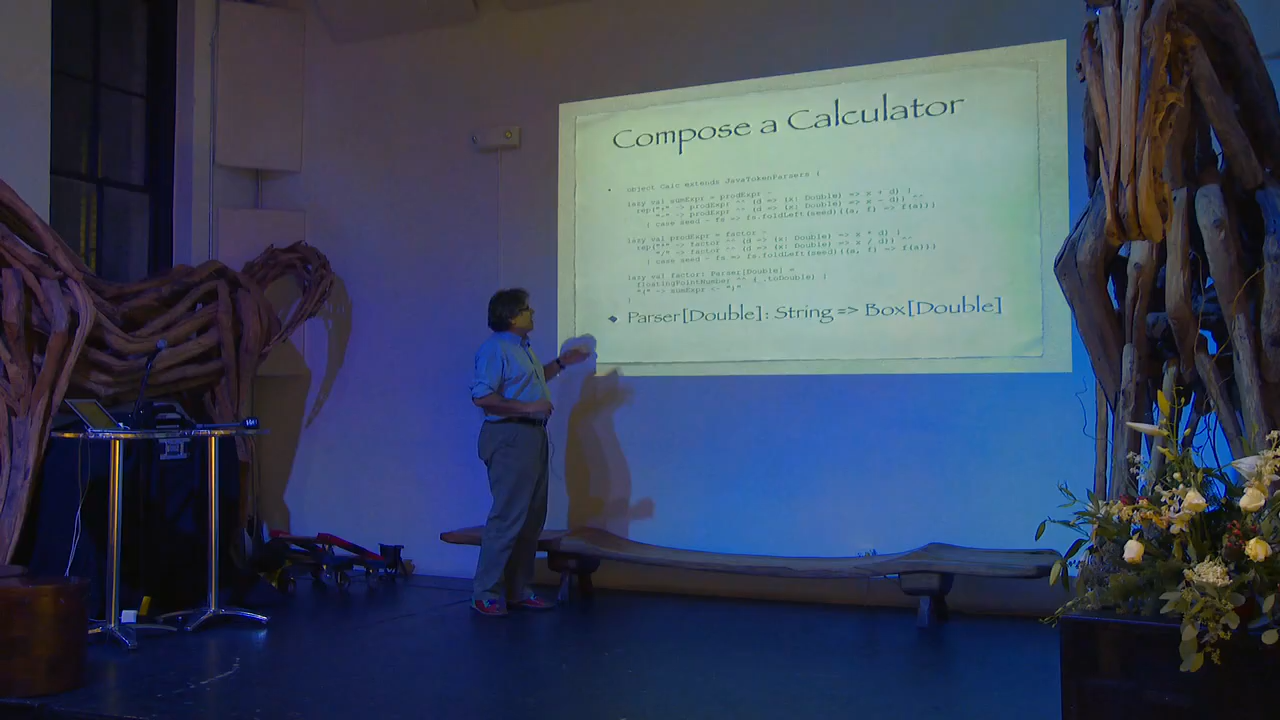 Compose a Calculator
• object Calc extends JavaTokenParsers {
lazy val sumExpr = prodExpr ~
rep("+" ~> prodExpr ^^ (d => (x: Double) => x + d) |
"-" ~> prodExpr ^^ (d => (x: Double) => x - d)) ^^
{ case seed ~ fs => fs.foldLeft(seed)((a, f) => f(a))}
lazy val prodExpr = factor ~
rep("*" ~> factor ^^ (d => (x: Double) => x * d) |
"/" ~> factor ^^ (d => (x: Double) => x / d)) ^^
{ case seed ~ fs => fs.foldLeft(seed)((a, f) => f(a))}
lazy val factor: Parser[Double] =
floatingPointNumber ^^ (_.toDouble) |
"(" ~> sumExpr <~ ")"
}
◆ Parser[Double]: String => Box[Double]